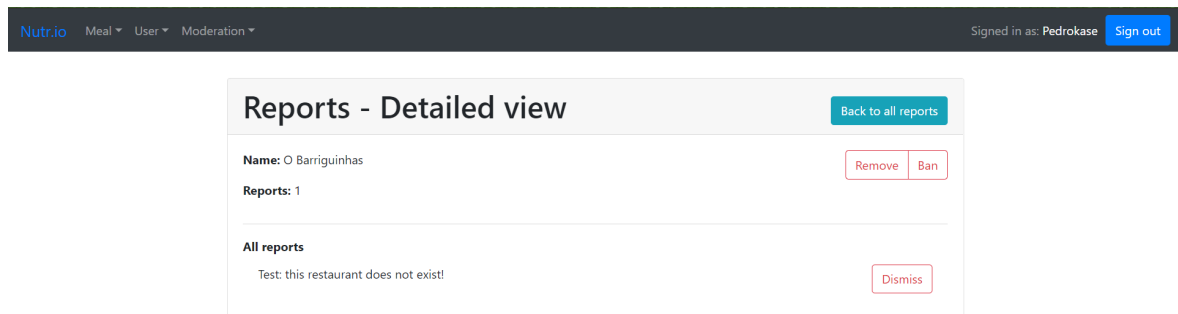 Nutr.io Meal User Moderation Signed in as: Pedrokase Sign out
Reports - Detailed view Back to all reports
Name: O Barriguinhas Remove Ban
Reports: 1
All reports
Test: this restaurant does not exist! Dismiss